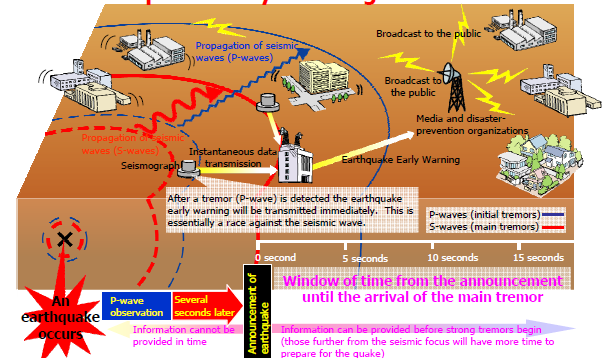 Broadcast to the public
Propagation of seismic
waves (P-waves)
Broadcast to
the public
Media and disaster-
prevention organizations
Propagation of seismic
waves (S-waves)
Instantaneous data
transmission
Seismograph
Earthquake Early Warning
After a tremor (P-wave) is detected the earthquake
early warning will be transmitted immediately. This is
essentially a race against the seismic wave.
P-waves (initial tremors)
S-waves (main tremors)
0 second
5 seconds
10 seconds
15 seconds
An
earthquake
occurs
P-wave
observation
Several
seconds later
Announcement of
earthquake
Window of time from the announcement
until the arrival of the main tremor
Information cannot be
provided in time
Information can be provided before strong tremors begin
(those further from the seismic focus will have more time to
prepare for the quake)